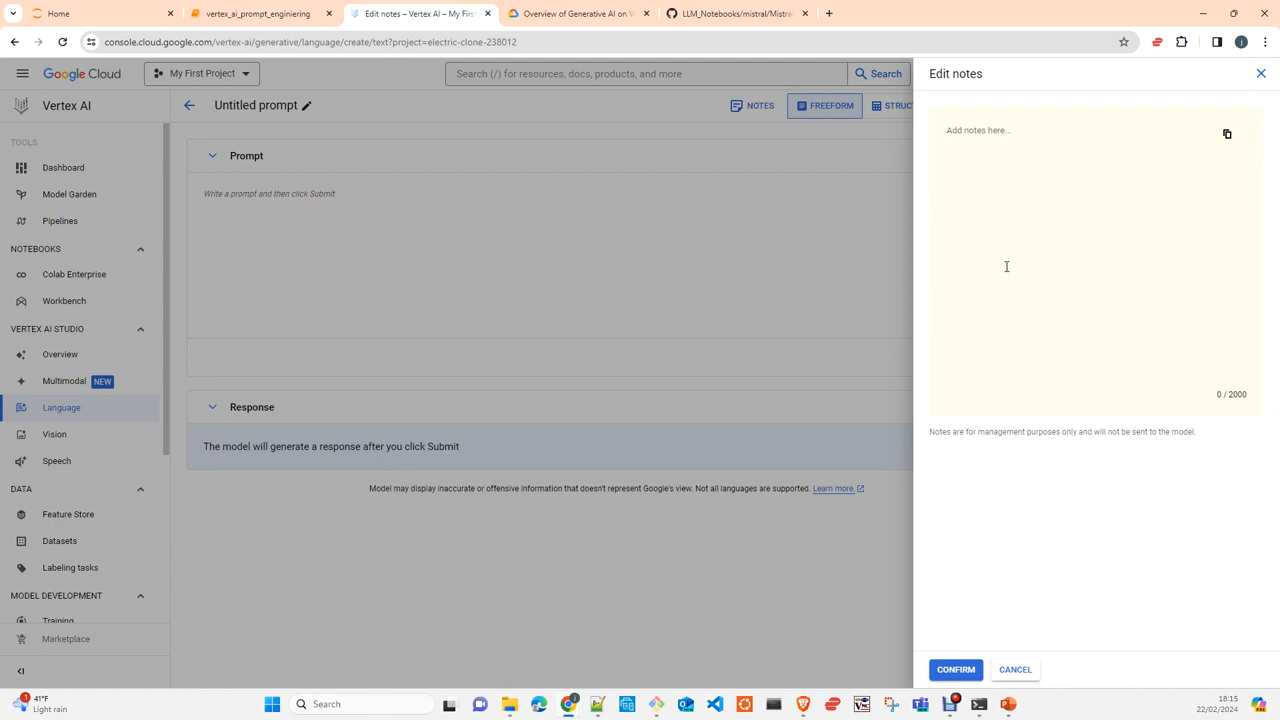 Home
vertex_ai_prompt_enginiering
Edit notes – Vertex AI – My Firs
Overview of Generative AI on V
LLM_Notebooks/mistral/Mistral
console.cloud.google.com/vertex-ai/generative/language/create/text?project=electric-clone-238012
Google Cloud
My First Project
Search (/) for resources, docs, products, and more
Search
Edit notes
Vertex AI
Untitled prompt
NOTES
FREEFORM
STRUC
Add notes here...
TOOLS
Dashboard
Model Garden
Pipelines
NOTEBOOKS
Colab Enterprise
Workbench
VERTEX AI STUDIO
Overview
Multimodal NEW
Language
Vision
Speech
DATA
Feature Store
Datasets
Labeling tasks
MODEL DEVELOPMENT
Training
Marketplace
Prompt
Write a prompt and then click Submit
Response
The model will generate a response after you click Submit
Model may display inaccurate or offensive information that doesn't represent Google's view. Not all languages are supported. Learn more.
0 / 2000
Notes are for management purposes only and will not be sent to the model.
CONFIRM
CANCEL
1
41°F
Light rain
Search
18:15
22/02/2024